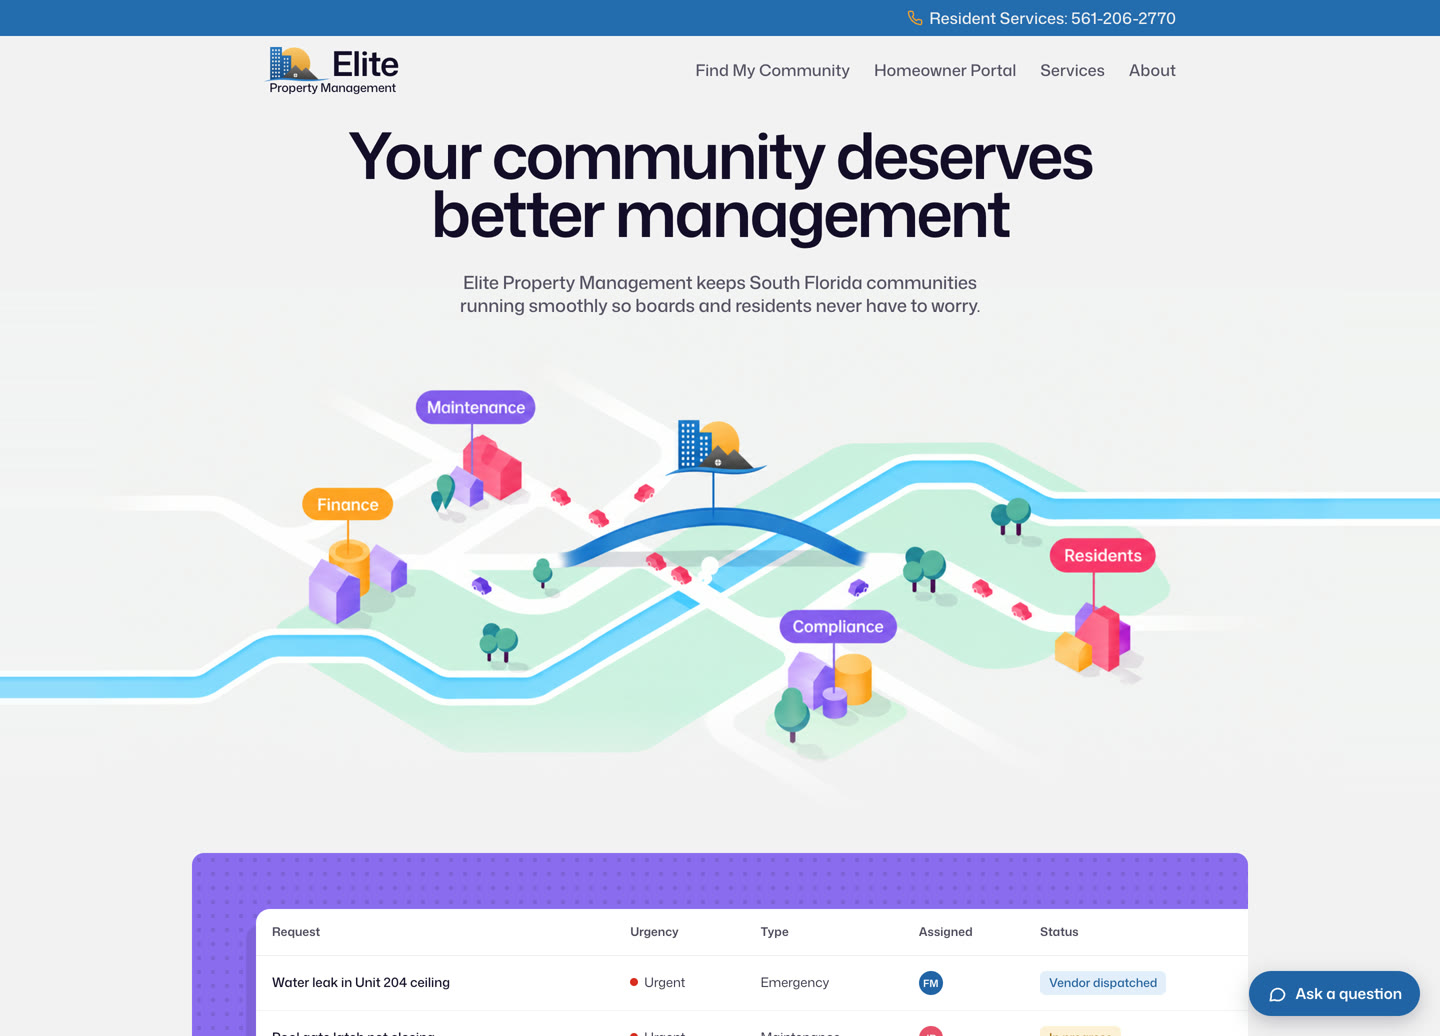 Resident Services: 561-206-2770
Elite
Property Management
Find My Community
Homeowner Portal
Services
About
Your community deserves
better management
Elite Property Management keeps South Florida communities
running smoothly so boards and residents never have to worry.
Maintenance
Finance
Residents
Compliance
Request
Urgency
Type
Assigned
Status
Water leak in Unit 204 ceiling
Urgent
Emergency
FM
Vendor dispatched
Ask a question
Urgent
Maintenance